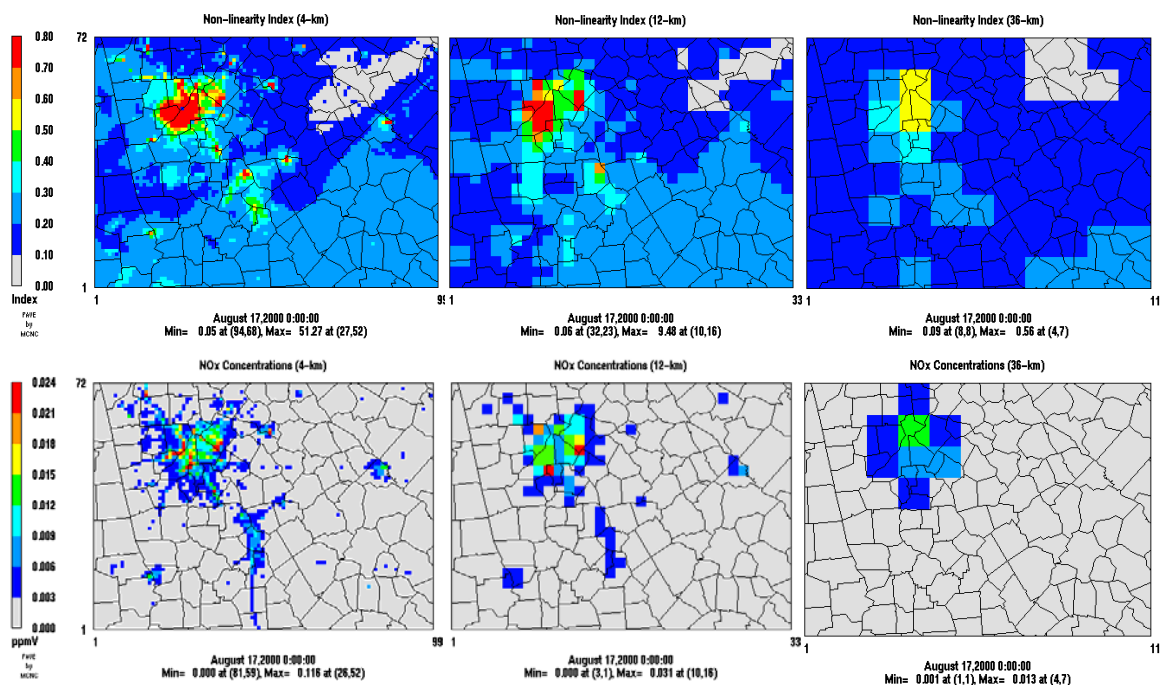 Non-linearity Index (4-km)
Non-linearity Index (12-km)
Non-linearity Index (36-km)
0.80
0.70
0.60
0.50
0.40
0.30
0.20
0.10
0.00
Index
PAVE
by
MCNC
72
1
1
99
1
33
1
11
August 17,2000 0:00:00
Min= 0.05 at (94,68), Max= 51.27 at (27,52)
August 17,2000 0:00:00
Min= 0.06 at (32,23), Max= 9.48 at (10,16)
August 17,2000 0:00:00
Min= 0.09 at (8,8), Max= 0.56 at (4,7)
NOx Concentrations (4-km)
NOx Concentrations (12-km)
NOx Concentrations (36-km)
0.024
0.021
0.018
0.015
0.012
0.009
0.006
0.003
0.000
ppmV
PAVE
by
MCNC
72
1
1
99
1
33
1
11
August 17,2000 0:00:00
Min= 0.000 at (81,59), Max= 0.116 at (26,52)
August 17,2000 0:00:00
Min= 0.000 at (3,1), Max= 0.031 at (10,16)
August 17,2000 0:00:00
Min= 0.001 at (1,1), Max= 0.013 at (4,7)